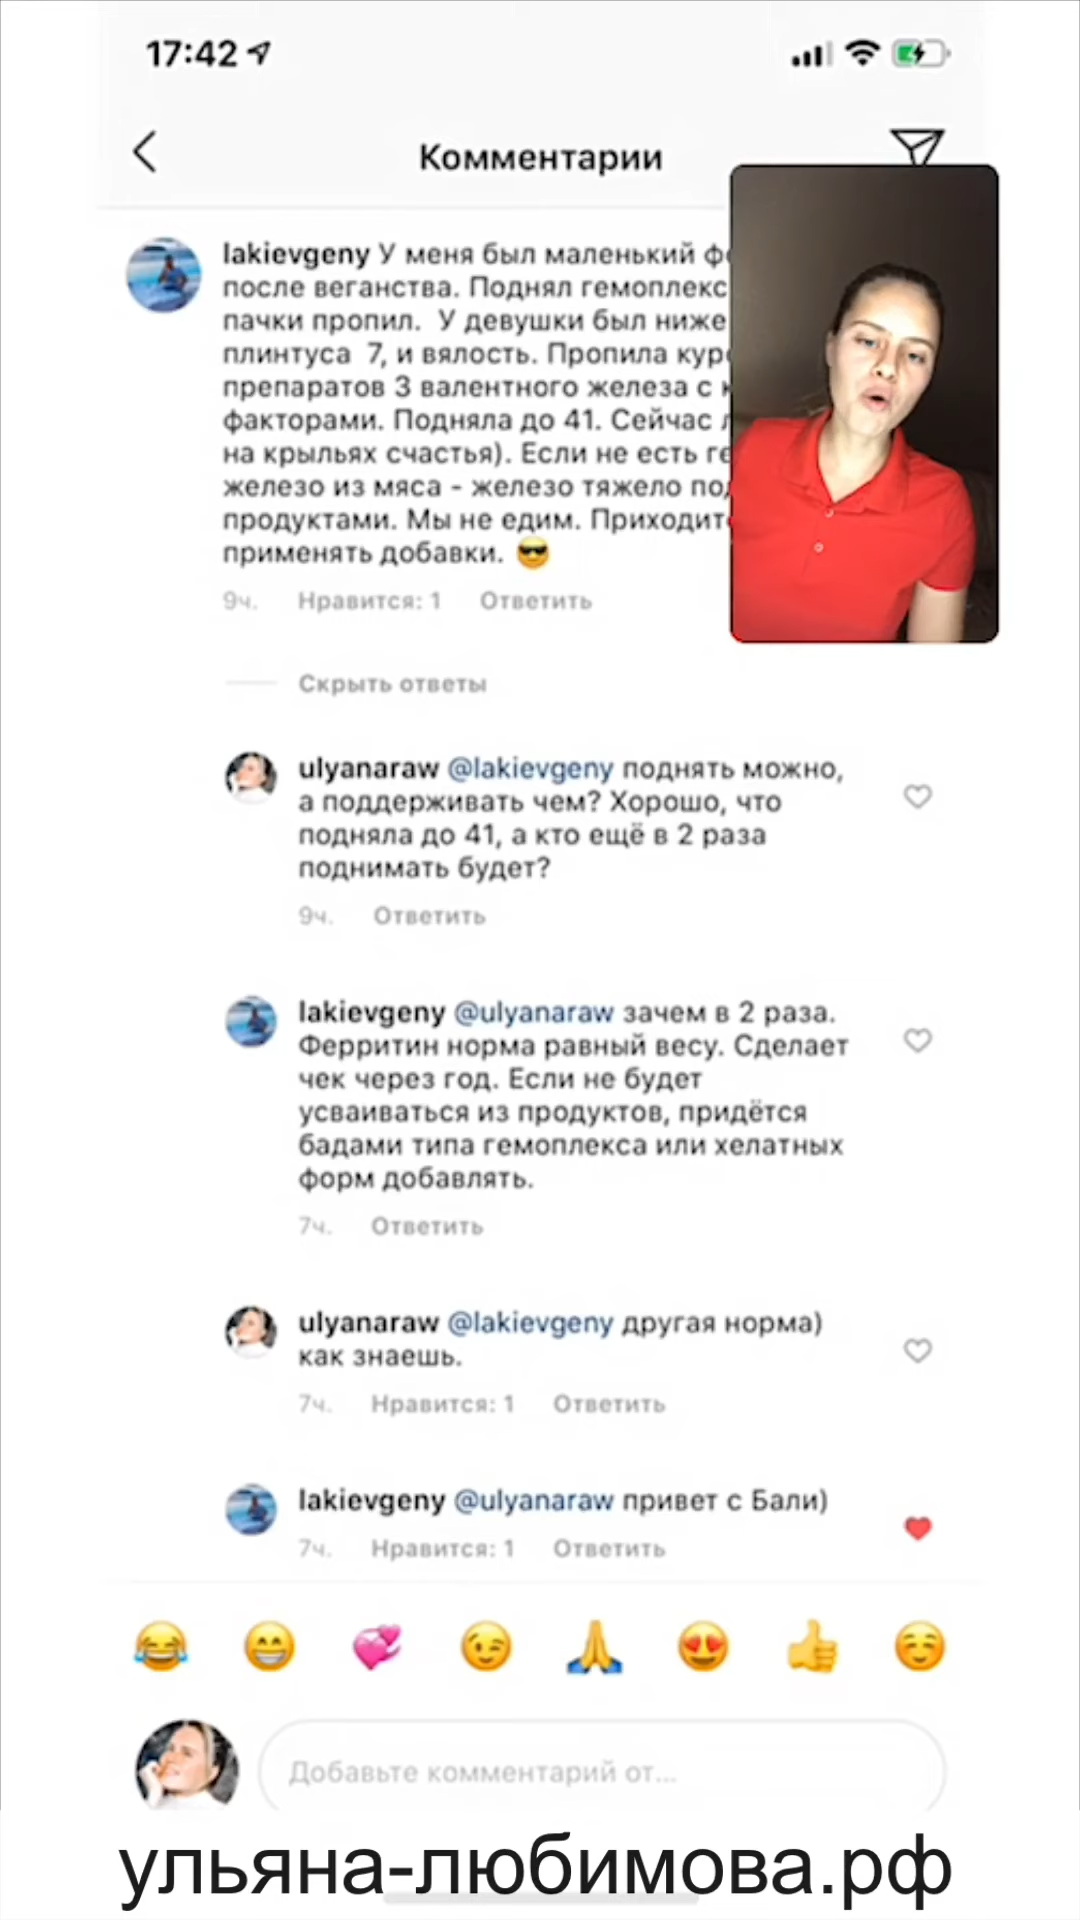 17:42
Комментарии
lakievgeny У меня был маленький
после веганства. Поднял гемоплекс
пачки пропил. У девушки был ниже
плинтуса 7, и вялость. Пропила
препаратов 3 валентного железа с
факторами. Подняла до 41. Сейчас
на крыльях счастья). Если не есть
железо из мяса - железо тяжело
продуктами. Мы не едим.
применять добавки. 😎
9ч. Нравится: 1 Ответить
Скрыть ответы
ulyanaraw @lakievgeny поднять можно,
а поддерживать чем? Хорошо, что
подняла до 41, а кто ещё в 2 раза
поднимать будет?
9ч. Ответить
lakievgeny @ulyanaraw зачем в 2 раза.
Ферритин норма равный весу. Сделает
чек через год. Если не будет
усваиваться из продуктов, придётся
бадами типа гемоплекса или хелатных
форм добавлять.
7ч. Ответить
ulyanaraw @lakievgeny другая норма)
как знаешь.
7ч. Нравится: 1 Ответить
lakievgeny @ulyanaraw привет с Бали)
7ч. Нравится: 1 Ответить
Добавьте комментарий от...
ульяна-любимова.рф